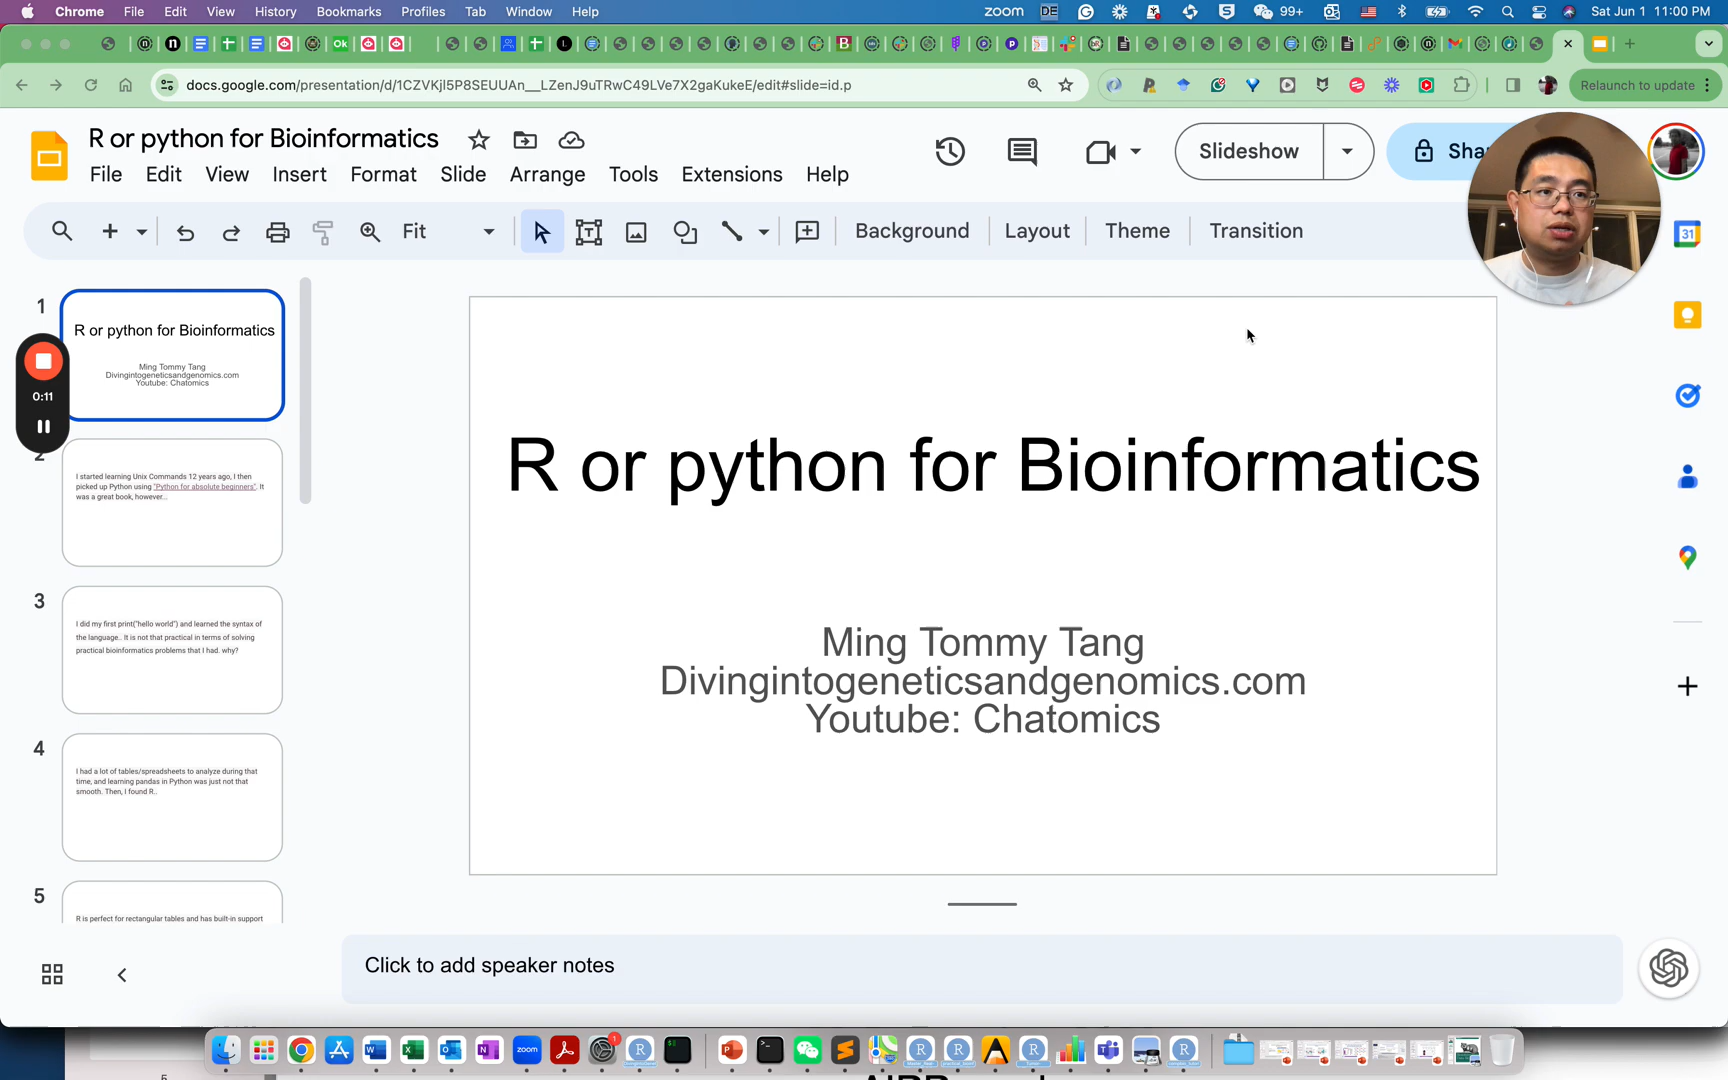 Chrome File Edit View History Bookmarks Profiles Tab Window Help
zoom DE 99+ Sat Jun 1 11:00 PM
docs.google.com/presentation/d/1CZVKjI5P8SEUUAn__LZenJ9uTRwC49LVe7X2gaKukeE/edit#slide=id.p
Relaunch to update
R or python for Bioinformatics
Slideshow
Sha
File Edit View Insert Format Slide Arrange Tools Extensions Help
Fit
Background Layout Theme Transition
31
1
R or python for Bioinformatics
Ming Tommy Tang
Divingintogeneticsandgenomics.com
Youtube: Chatomics
0:11
2
I started learning Unix Commands 12 years ago, I then
picked up Python using "Python for absolute beginners". It
was a great book, however...
3
I did my first print("hello world") and learned the syntax of
the language.. It is not that practical in terms of solving
practical bioinformatics problems that I had. why?
4
I had a lot of tables/spreadsheets to analyze during that
time, and learning pandas in Python was just not that
smooth. Then, I found R..
5
R is perfect for rectangular tables and has built-in support
R or python for Bioinformatics
Ming Tommy Tang
Divingintogeneticsandgenomics.com
Youtube: Chatomics
Click to add speaker notes